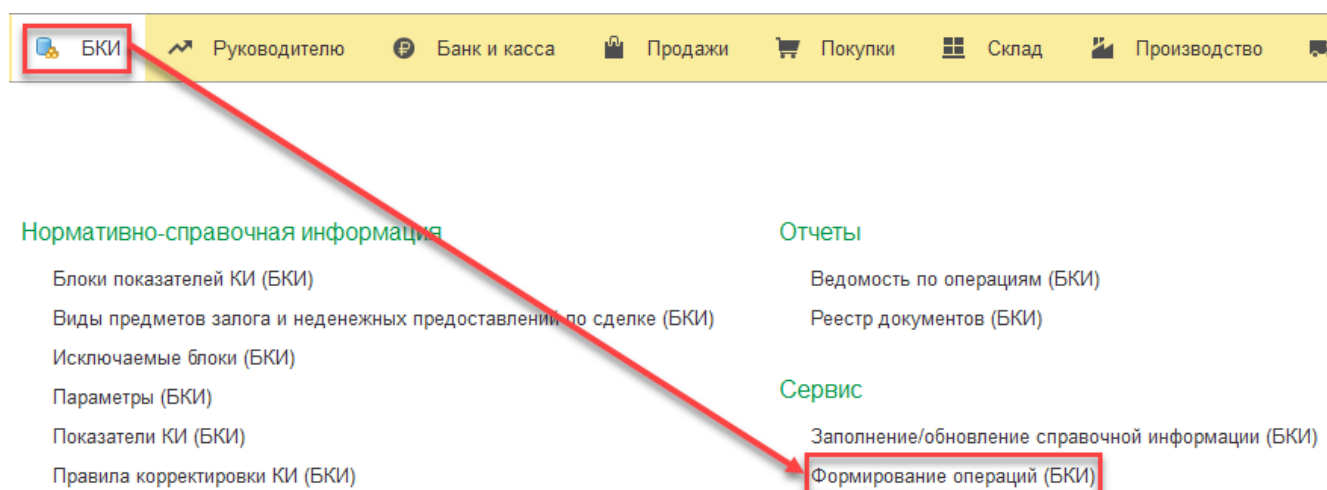 БКИ Руководителю Банк и касса Продажи Покупки Склад Производство
Нормативно-справочная информация
Блоки показателей КИ (БКИ)
Виды предметов залога и неденежных предоставлений по сделке (БКИ)
Исключаемые блоки (БКИ)
Параметры (БКИ)
Показатели КИ (БКИ)
Правила корректировки КИ (БКИ)
Отчеты
Ведомость по операциям (БКИ)
Реестр документов (БКИ)
Сервис
Заполнение/обновление справочной информации (БКИ)
Формирование операций (БКИ)